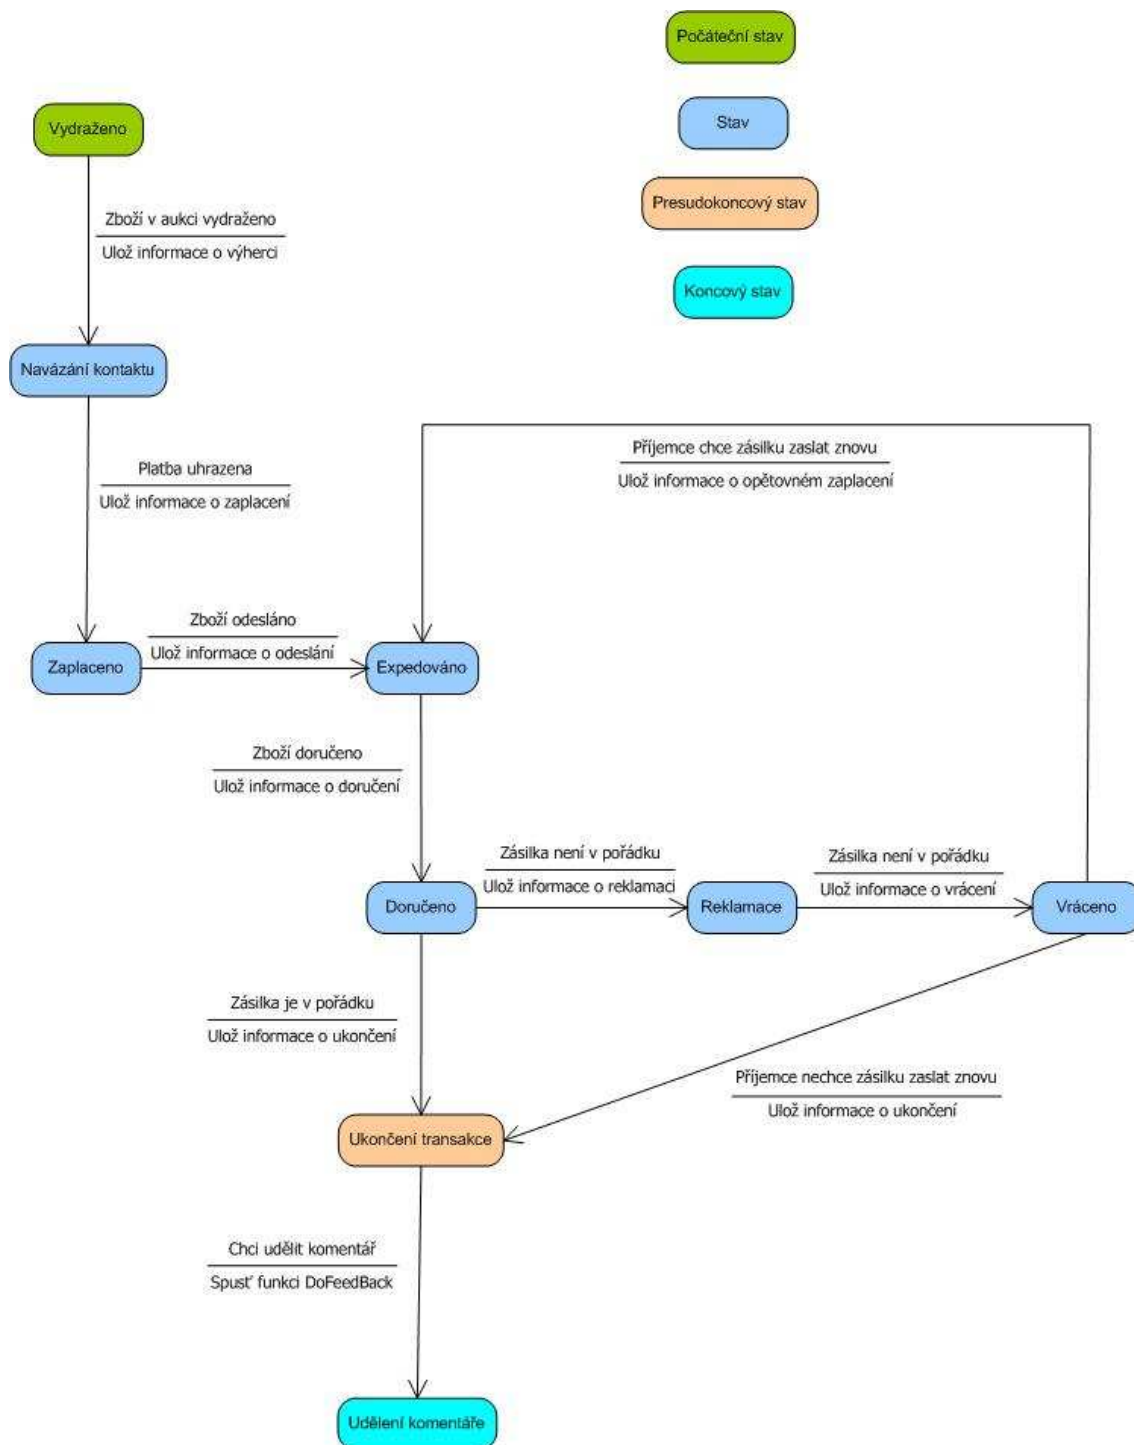 Počáteční stav
Stav
Presudokoncový stav
Koncový stav
Vydraženo
Zboží v aukci vydraženo
Ulož informace o výherci
Navázání kontaktu
Platba uhrazena
Ulož informace o zaplacení
Příjemce chce zásilku zaslat znovu
Ulož informace o opětovném zaplacení
Zaplaceno
Zboží odesláno
Ulož informace o odeslání
Expedováno
Zboží doručeno
Ulož informace o doručení
Doručeno
Zásilka není v pořádku
Ulož informace o reklamaci
Reklamace
Zásilka není v pořádku
Ulož informace o vrácení
Vráceno
Zásilka je v pořádku
Ulož informace o ukončení
Příjemce nechce zásilku zaslat znovu
Ulož informace o ukončení
Ukončení transakce
Chci udělit komentář
Spusť funkci DoFeedBack
Udělení komentáře